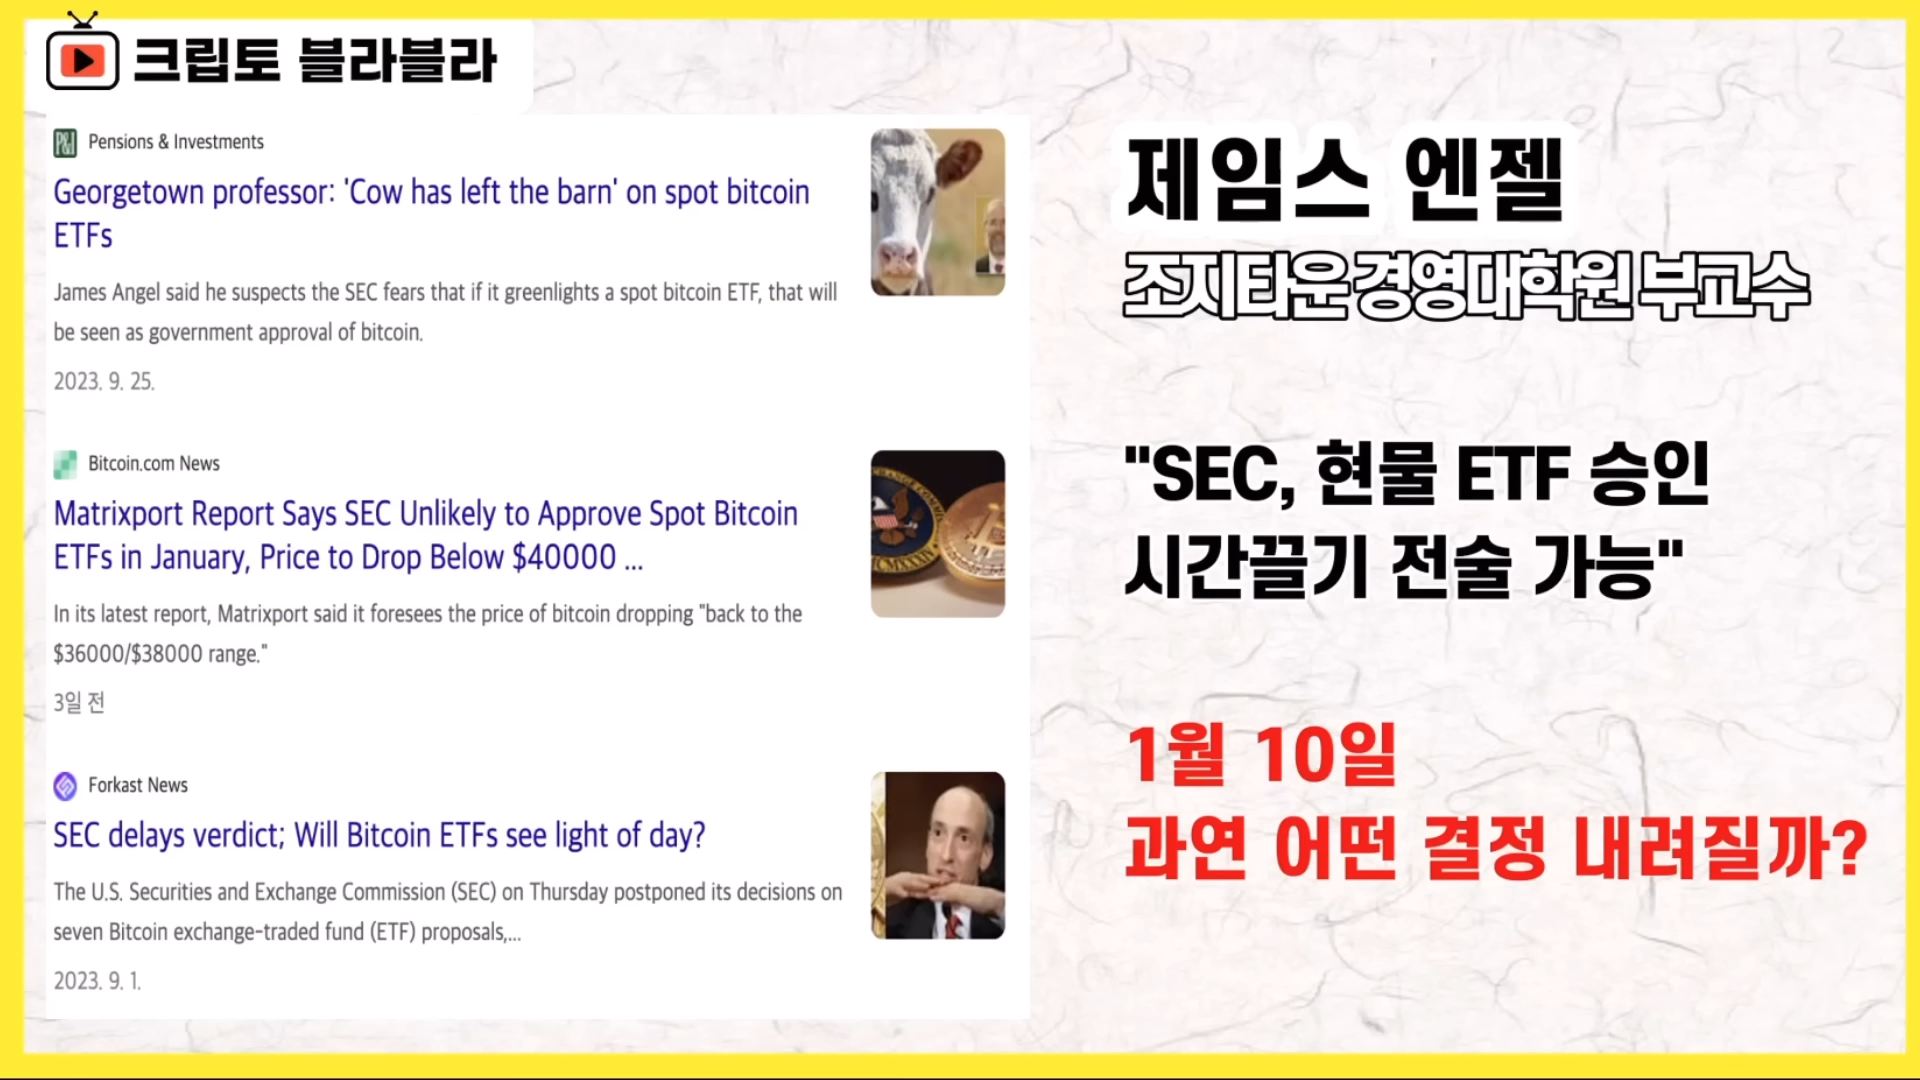 크립토 블라블라
Pensions & Investments
Georgetown professor: 'Cow has left the barn' on spot bitcoin
ETFs
James Angel said he suspects the SEC fears that if it greenlights a spot bitcoin ETF, that will
be seen as government approval of bitcoin.
2023. 9. 25.
Bitcoin.com News
Matrixport Report Says SEC Unlikely to Approve Spot Bitcoin
ETFs in January, Price to Drop Below $40000 ...
In its latest report, Matrixport said it foresees the price of bitcoin dropping "back to the
$36000/$38000 range."
3일 전
Forkast News
SEC delays verdict; Will Bitcoin ETFs see light of day?
The U.S. Securities and Exchange Commission (SEC) on Thursday postponed its decisions on
seven Bitcoin exchange-traded fund (ETF) proposals,...
2023. 9. 1.
제임스 엔젤
조지타운 경영대학원 부교수
"SEC, 현물 ETF 승인
시간끌기 전술 가능"
1월 10일
과연 어떤 결정 내려질까?